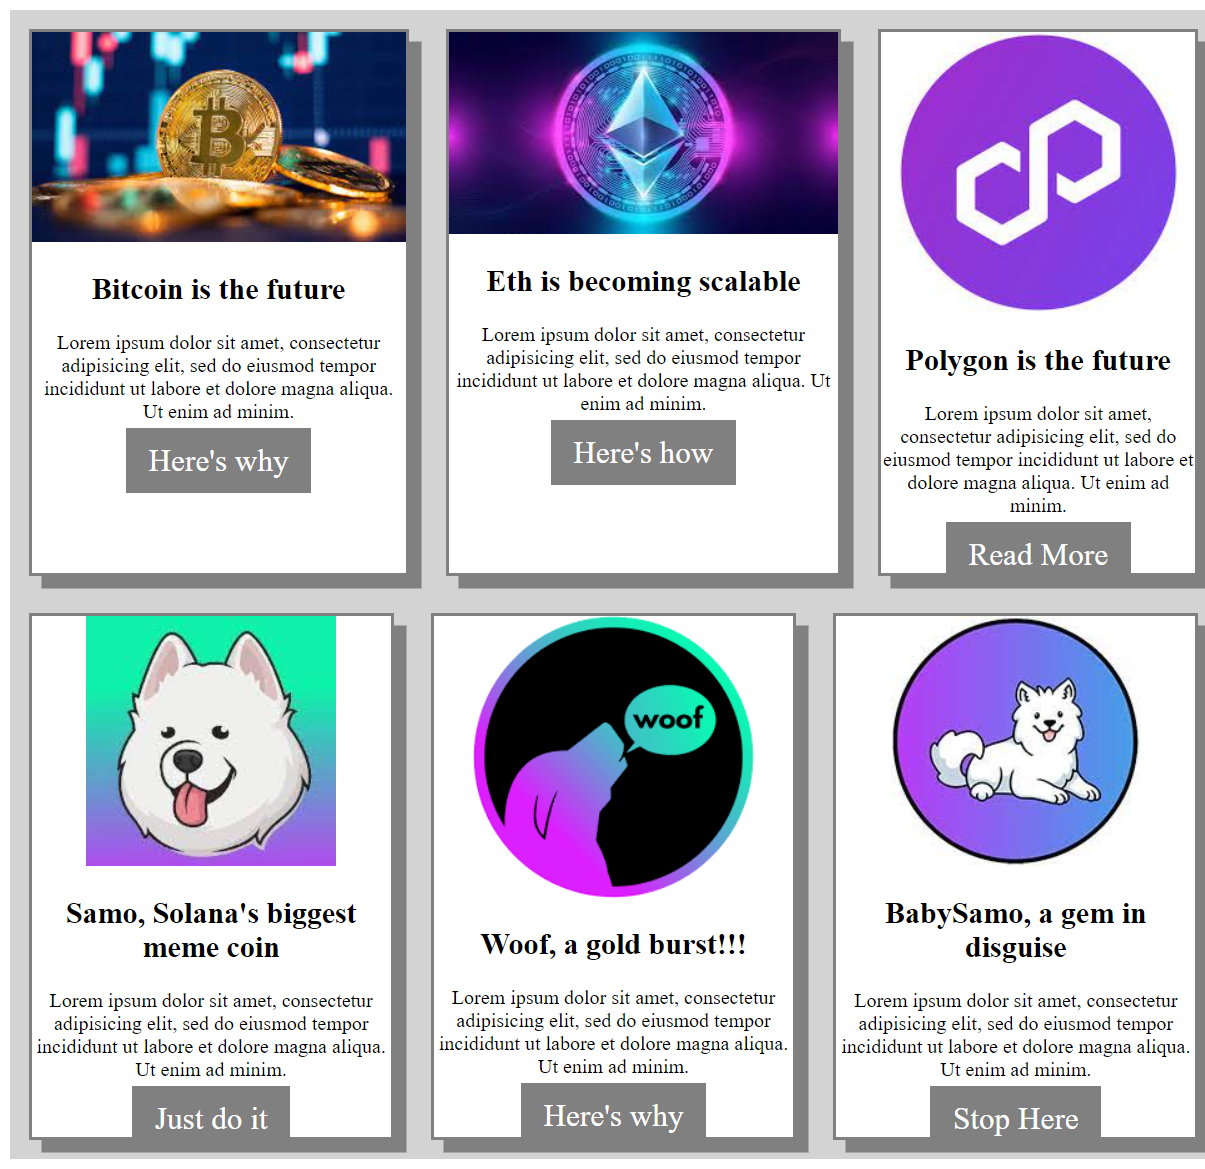 Bitcoin is the future
Lorem ipsum dolor sit amet, consectetur
adipisicing elit, sed do eiusmod tempor
incididunt ut labore et dolore magna aliqua.
Ut enim ad minim.
Here's why
Eth is becoming scalable
Lorem ipsum dolor sit amet, consectetur
adipisicing elit, sed do eiusmod tempor
incididunt ut labore et dolore magna aliqua. Ut
enim ad minim.
Here's how
Polygon is the future
Lorem ipsum dolor sit amet,
consectetur adipisicing elit, sed do
eiusmod tempor incididunt ut labore et
dolore magna aliqua. Ut enim ad
minim.
Read More
Samo, Solana's biggest
meme coin
Lorem ipsum dolor sit amet, consectetur
adipisicing elit, sed do eiusmod tempor
incididunt ut labore et dolore magna aliqua.
Ut enim ad minim.
Just do it
woof
Woof, a gold burst!!!
Lorem ipsum dolor sit amet, consectetur
adipisicing elit, sed do eiusmod tempor
incididunt ut labore et dolore magna aliqua.
Ut enim ad minim.
Here's why
BabySamo, a gem in
disguise
Lorem ipsum dolor sit amet, consectetur
adipisicing elit, sed do eiusmod tempor
incididunt ut labore et dolore magna aliqua.
Ut enim ad minim.
Stop Here